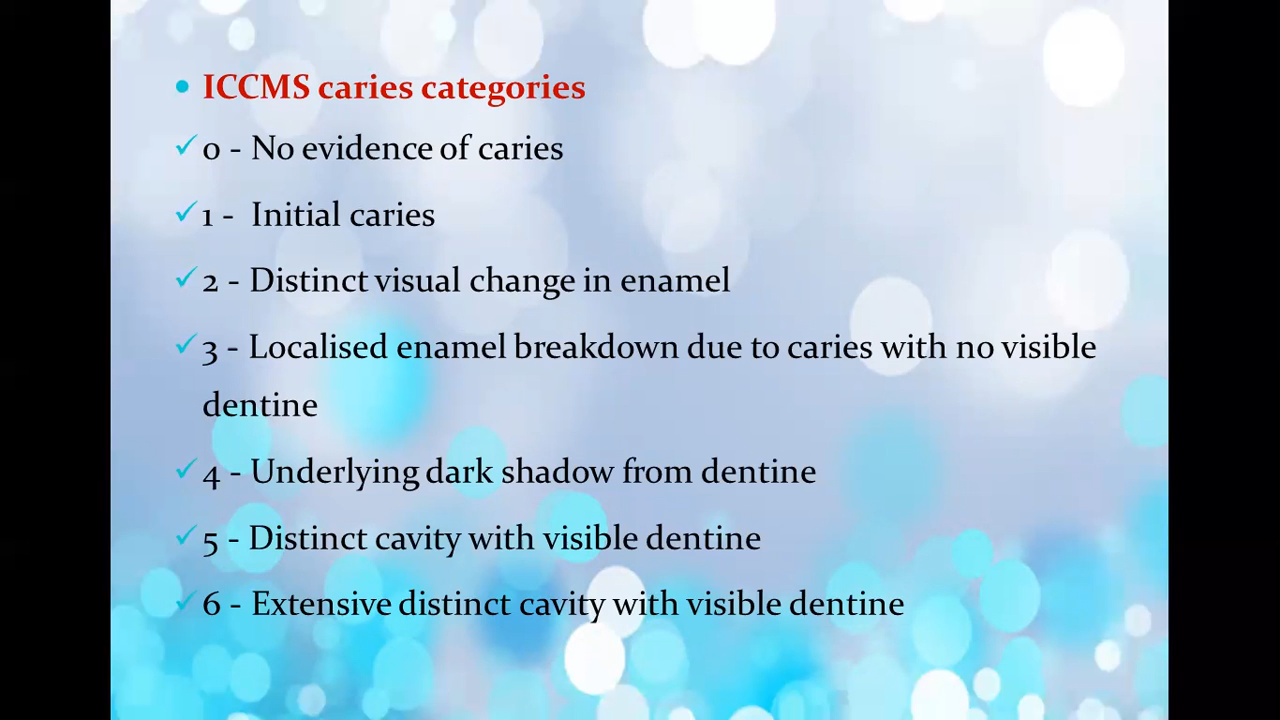 • ICCMS caries categories
✓ 0 - No evidence of caries
✓ 1 - Initial caries
✓ 2 - Distinct visual change in enamel
✓ 3 - Localised enamel breakdown due to caries with no visible
dentine
✓ 4 - Underlying dark shadow from dentine
✓ 5 - Distinct cavity with visible dentine
✓ 6 - Extensive distinct cavity with visible dentine